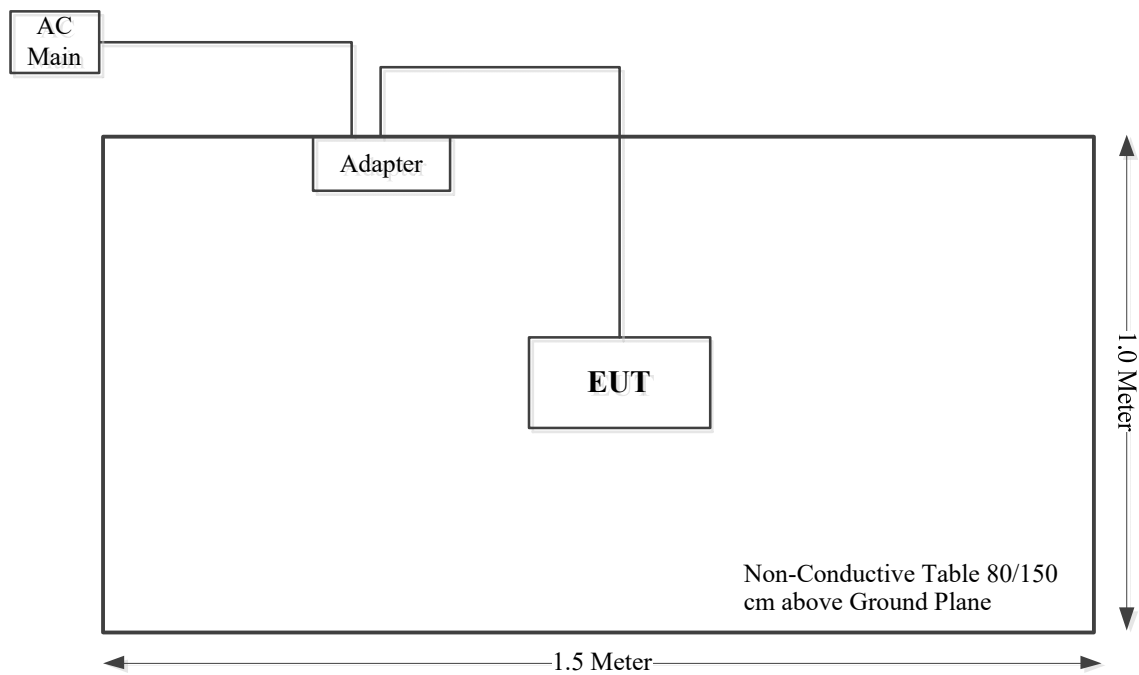 AC
Main
Adapter
EUT
1.0 Meter
Non-Conductive Table 80/150
cm above Ground Plane
1.5 Meter